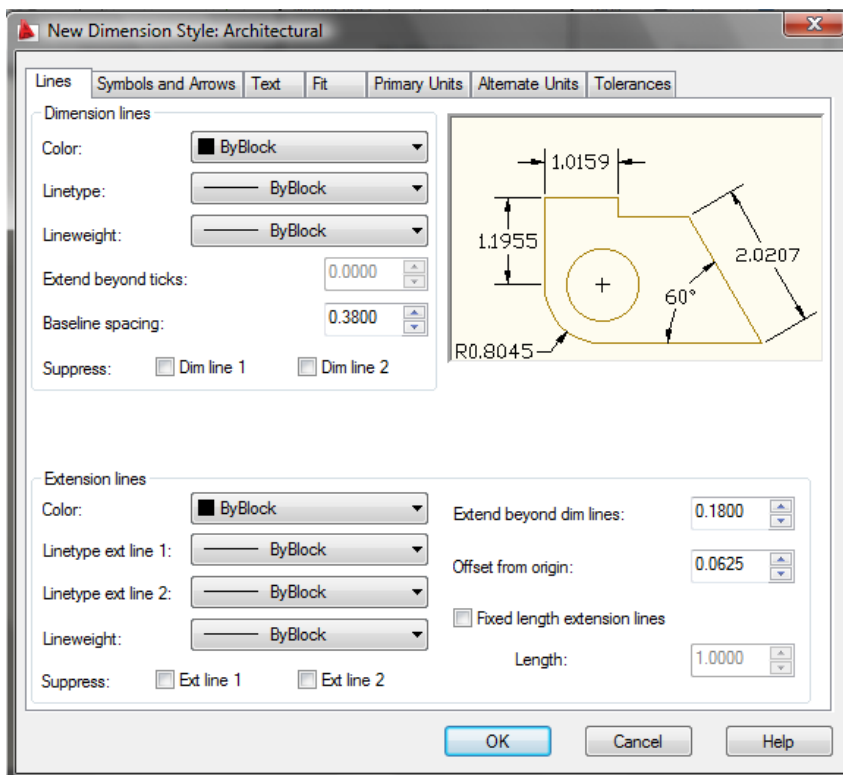 New Dimension Style: Architectural
Lines Symbols and Arrows Text Fit Primary Units Alternate Units Tolerances
Dimension lines
Color: ByBlock
Linetype: ByBlock
Lineweight: ByBlock
Extend beyond ticks: 0.0000
Baseline spacing: 0.3800
Suppress: Dim line 1 Dim line 2
1.0159
1.1955
2.0207
60°
R0.8045
Extension lines
Color: ByBlock
Linetype ext line 1: ByBlock
Linetype ext line 2: ByBlock
Lineweight: ByBlock
Suppress: Ext line 1 Ext line 2
Extend beyond dim lines: 0.1800
Offset from origin: 0.0625
Fixed length extension lines
Length: 1.0000
OK Cancel Help